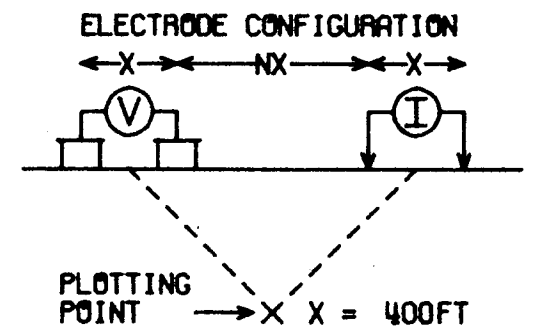 ELECTRODE CONFIGURATION
X NX X
V I
PLOTTING
POINT X X = 400FT